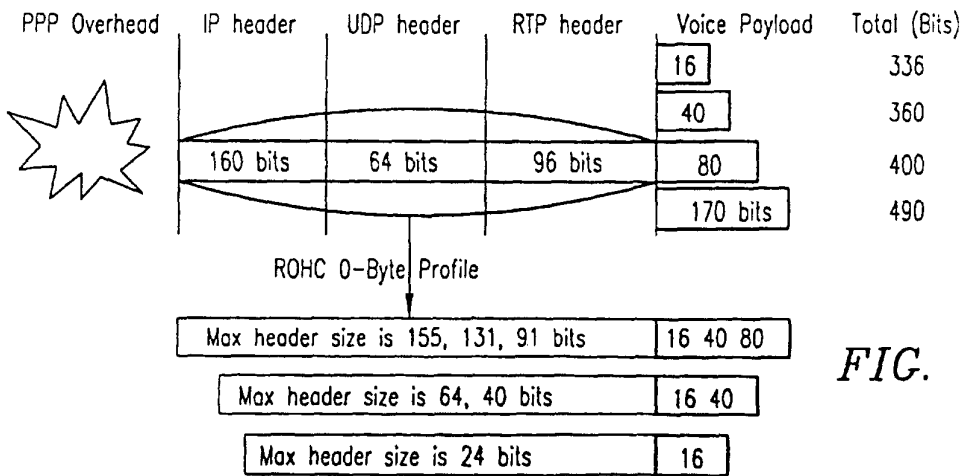 PPP Overhead IP header UDP header RTP header Voice Payload Total (Bits)
16 336
40 360
160 bits 64 bits 96 bits 80 400
170 bits 490
ROHC 0-Byte Profile
Max header size is 155, 131, 91 bits 16 40 80
FIG.
Max header size is 64, 40 bits 16 40
Max header size is 24 bits 16